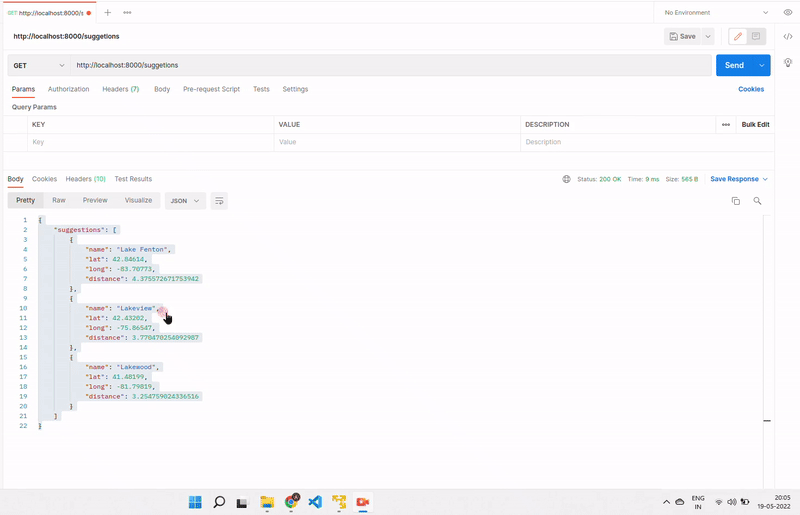 GET http://localhost:8000/s
No Environment
http://localhost:8000/suggetions
Save
GET http://localhost:8000/suggetions Send
Params Authorization Headers (7) Body Pre-request Script Tests Settings Cookies
Query Params
KEY VALUE DESCRIPTION Bulk Edit
Key Value Description
Body Cookies Headers (10) Test Results Status: 200 OK Time: 9 ms Size: 565 B Save Response
Pretty Raw Preview Visualize JSON
1 {
2 "suggestions": [
3 {
4 "name": "Lake Fenton",
5 "lat": 42.84614,
6 "long": -83.70773,
7 "distance": 4.375572671753942
8 },
9 {
10 "name": "Lakeview",
11 "lat": 42.43202,
12 "long": -75.86547,
13 "distance": 3.770470254092987
14 },
15 {
16 "name": "Lakewood",
17 "lat": 41.48199,
18 "long": -81.79819,
19 "distance": 3.254759024336516
20 }
21 ]
22 }
ENG
IN
20:05
19-05-2022